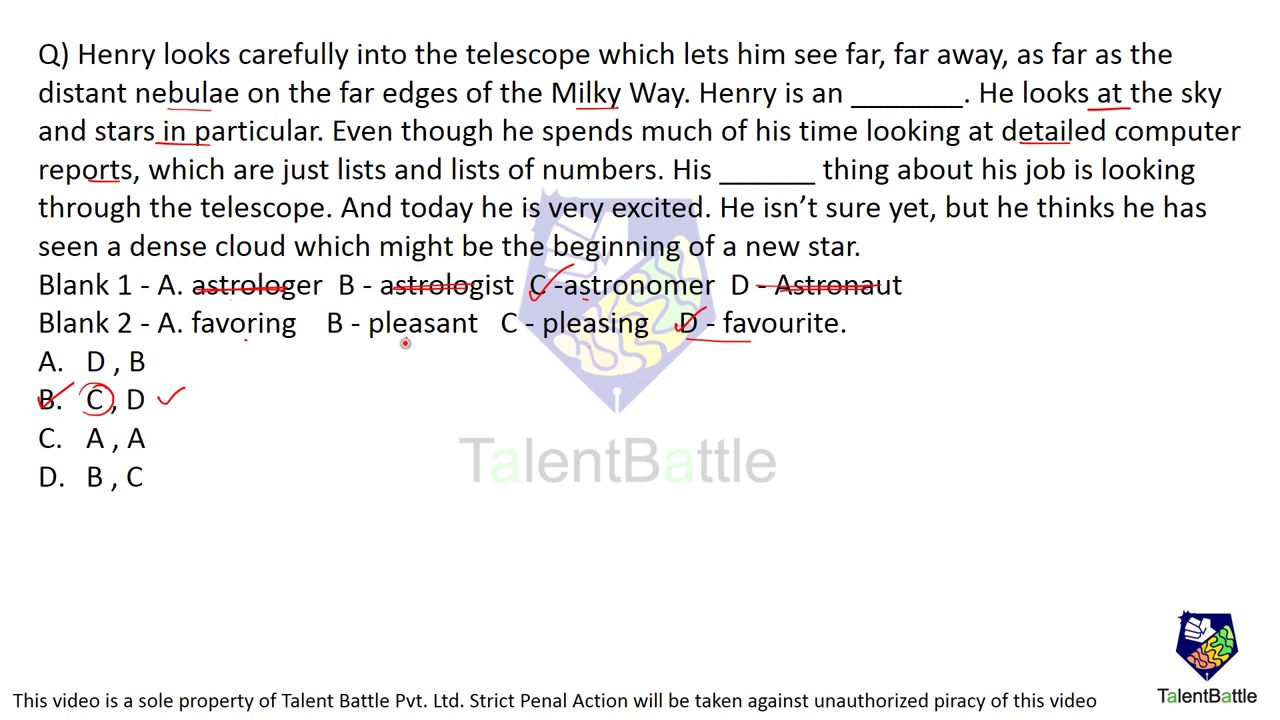 Q) Henry looks carefully into the telescope which lets him see far, far away, as far as the
distant nebulae on the far edges of the Milky Way. Henry is an _______. He looks at the sky
and stars in particular. Even though he spends much of his time looking at detailed computer
reports, which are just lists and lists of numbers. His ______ thing about his job is looking
through the telescope. And today he is very excited. He isn't sure yet, but he thinks he has
seen a dense cloud which might be the beginning of a new star.
Blank 1 - A. astrologer B - astrologist C -astronomer D - Astronaut
Blank 2 - A. favoring B - pleasant C - pleasing D - favourite.
A. D , B
B. C , D
C. A , A
D. B , C
TalentBattle
TalentBattle
This video is a sole property of Talent Battle Pvt. Ltd. Strict Penal Action will be taken against unauthorized piracy of this video